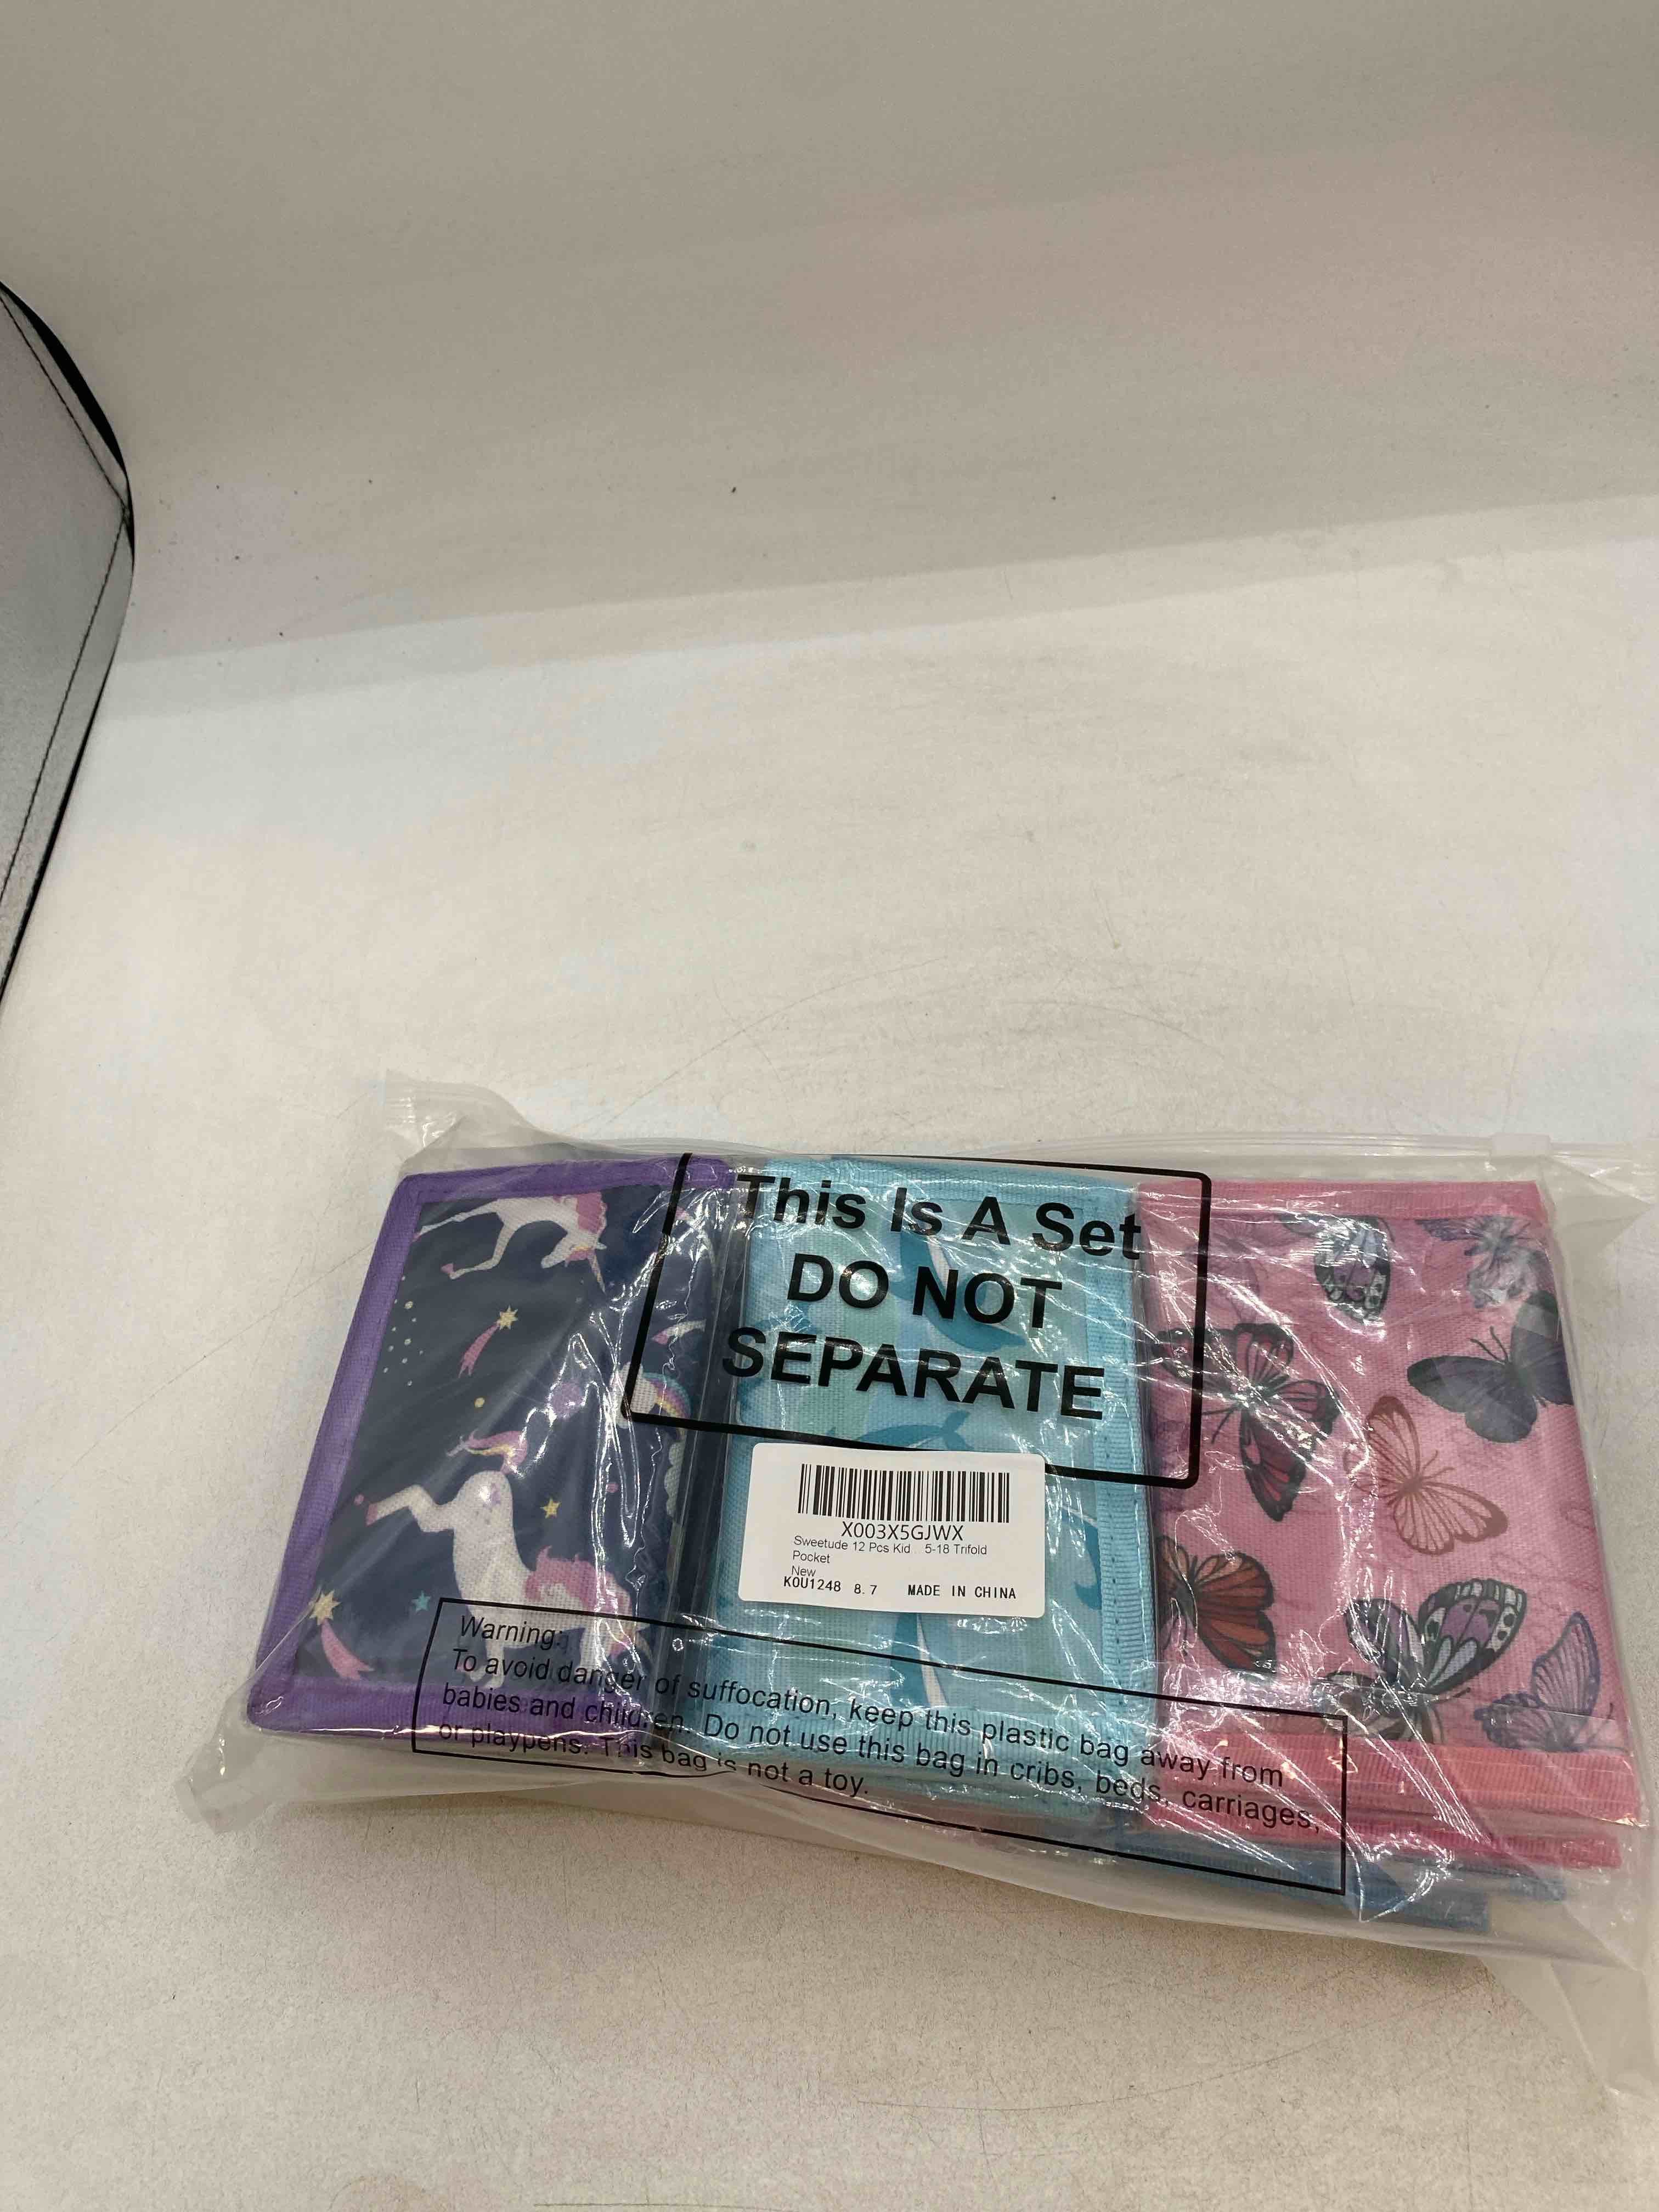 This Is A Set
DO NOT
SEPARATE
X003X5GJWX
Sweetude 12 Pcs Kid 5-18 Trifold
Pocket
New
KOU1248 8.7 MADE IN CHINA
Warning:
To avoid danger of suffocation, keep this plastic bag away from
babies and children. Do not use this bag in cribs, beds, carriages,
or playpens. This bag is not a toy.